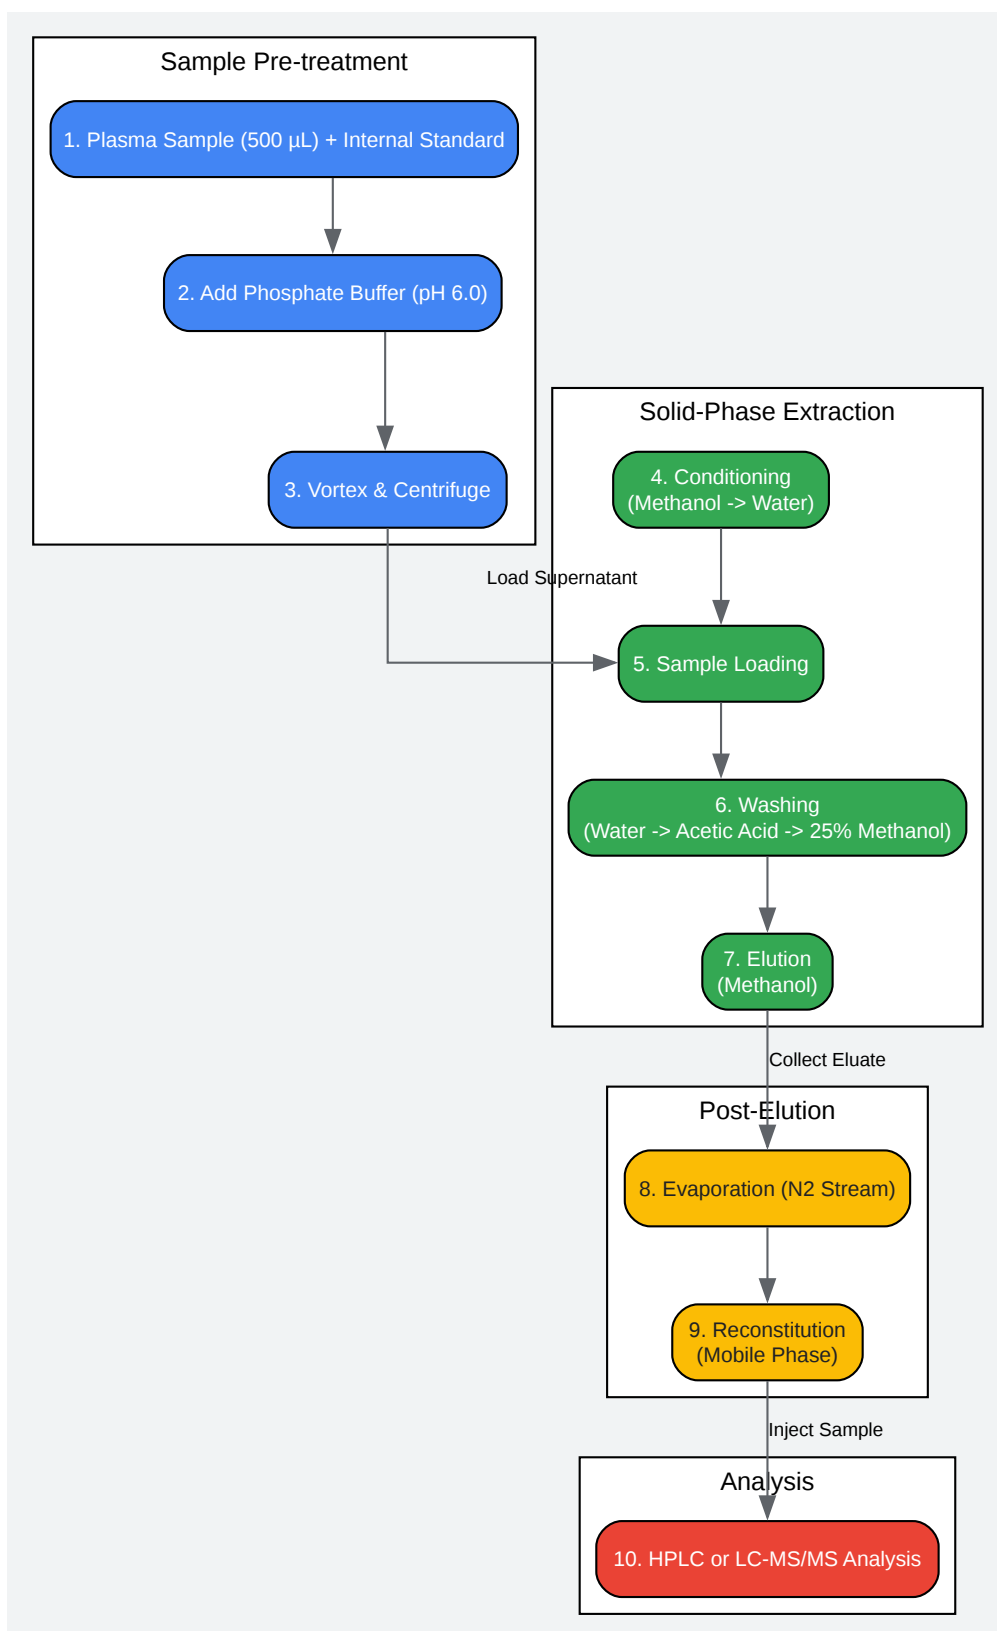 Sample Pre-treatment
1. Plasma Sample (500 µL) + Internal Standard
2. Add Phosphate Buffer (pH 6.0)
3. Vortex & Centrifuge
Load Supernatant
Solid-Phase Extraction
4. Conditioning
(Methanol -> Water)
5. Sample Loading
6. Washing
(Water -> Acetic Acid -> 25% Methanol)
7. Elution
(Methanol)
Collect Eluate
Post-Elution
8. Evaporation (N2 Stream)
9. Reconstitution
(Mobile Phase)
Inject Sample
Analysis
10. HPLC or LC-MS/MS Analysis